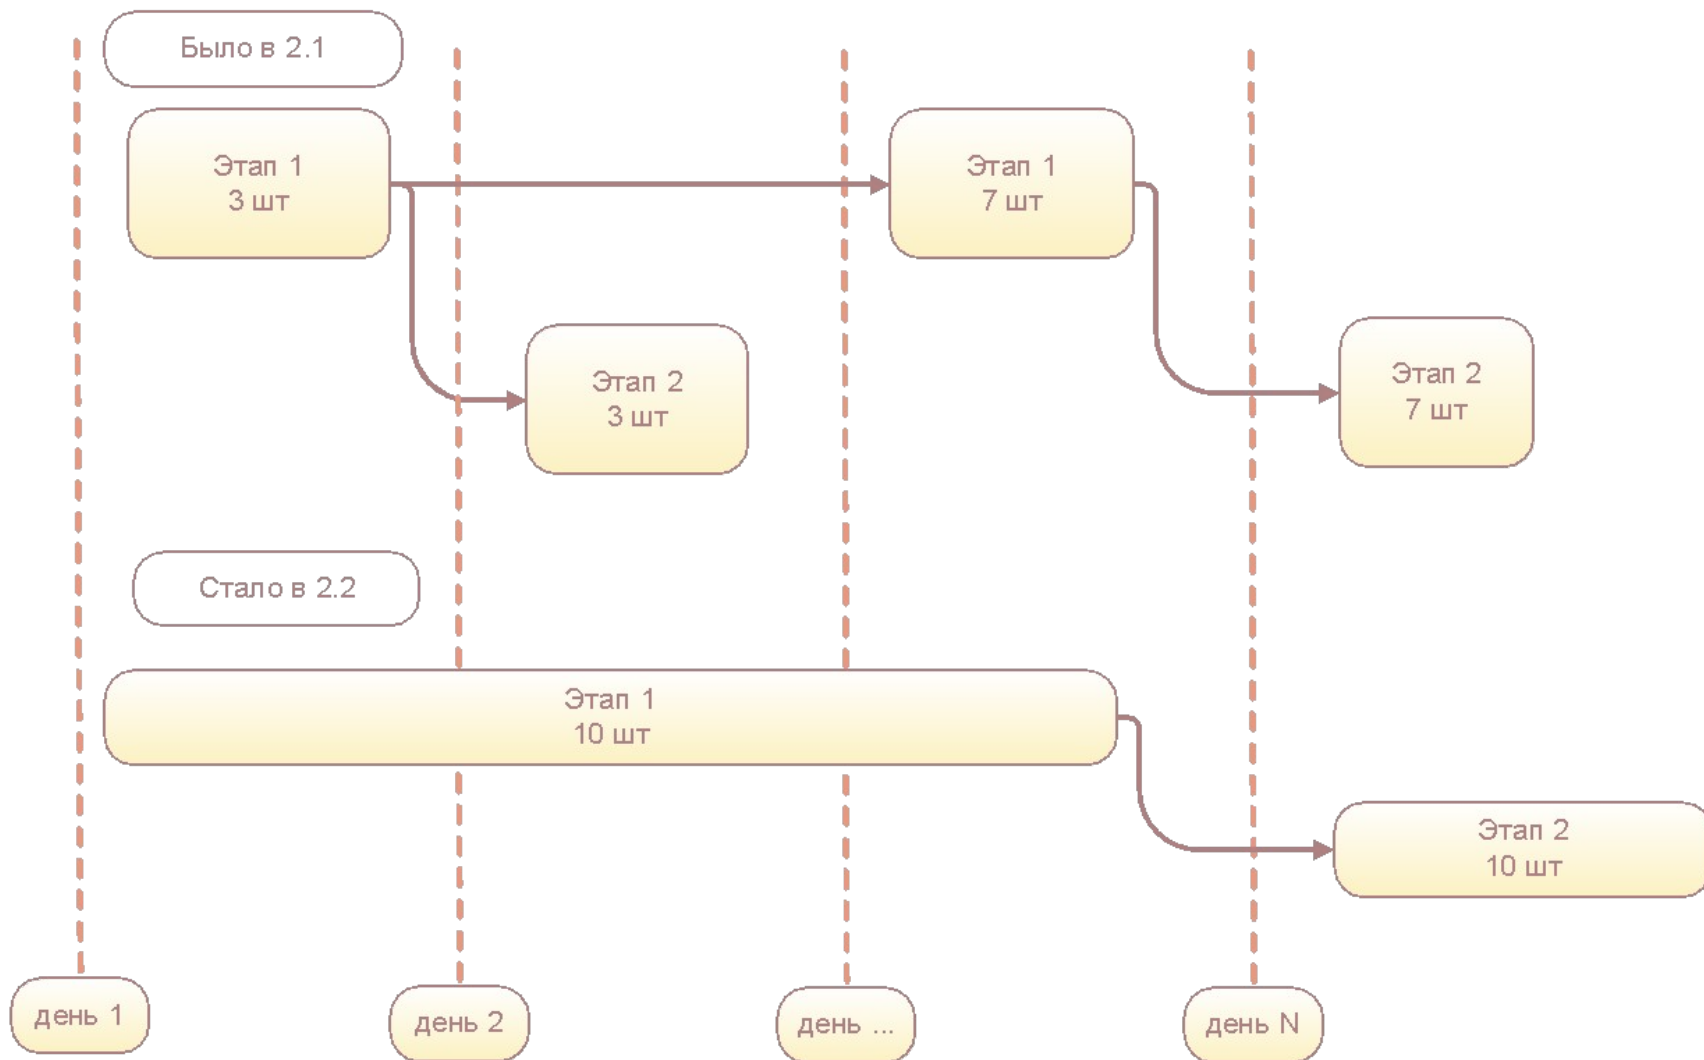 Было в 2.1
Этап 1
3 шт
Этап 1
7 шт
Этап 2
3 шт
Этап 2
7 шт
Стало в 2.2
Этап 1
10 шт
Этап 2
10 шт
день 1
день 2
день ...
день N